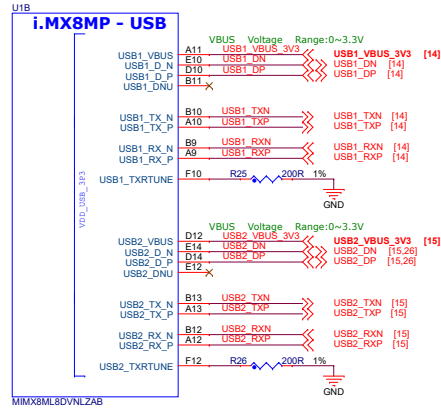 U1B
i.MX8MP - USB
VDD_USB_3P3
VBUS Voltage Range:0~3.3V
USB1_VBUS A11 USB1_VBUS_3V3 USB1_VBUS_3V3 [14]
USB1_D_N E10 USB1_DN USB1_DN [14]
USB1_D_P D10 USB1_DP USB1_DP [14]
USB1_DNU B11
USB1_TX_N B10 USB1_TXN USB1_TXN [14]
USB1_TX_P A10 USB1_TXP USB1_TXP [14]
USB1_RX_N B9 USB1_RXN USB1_RXN [14]
USB1_RX_P A9 USB1_RXP USB1_RXP [14]
USB1_TXRTUNE F10 R25 200R 1%
GND
VBUS Voltage Range:0~3.3V
USB2_VBUS D12 USB2_VBUS_3V3 USB2_VBUS_3V3 [15]
USB2_D_N E14 USB2_DN USB2_DN [15,26]
USB2_D_P D14 USB2_DP USB2_DP [15,26]
USB2_DNU E12
USB2_TX_N B13 USB2_TXN USB2_TXN [15]
USB2_TX_P A13 USB2_TXP USB2_TXP [15]
USB2_RX_N B12 USB2_RXN USB2_RXN [15]
USB2_RX_P A12 USB2_RXP USB2_RXP [15]
USB2_TXRTUNE F12 R26 200R 1%
GND
MIMX8ML8DVNLZAB